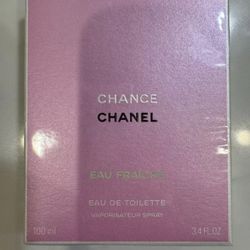 CHANCE
CHANEL
EAU FRAÎCHE
EAU DE TOILETTE
VAPORISATEUR SPRAY
100 ml 3.4 FL. OZ